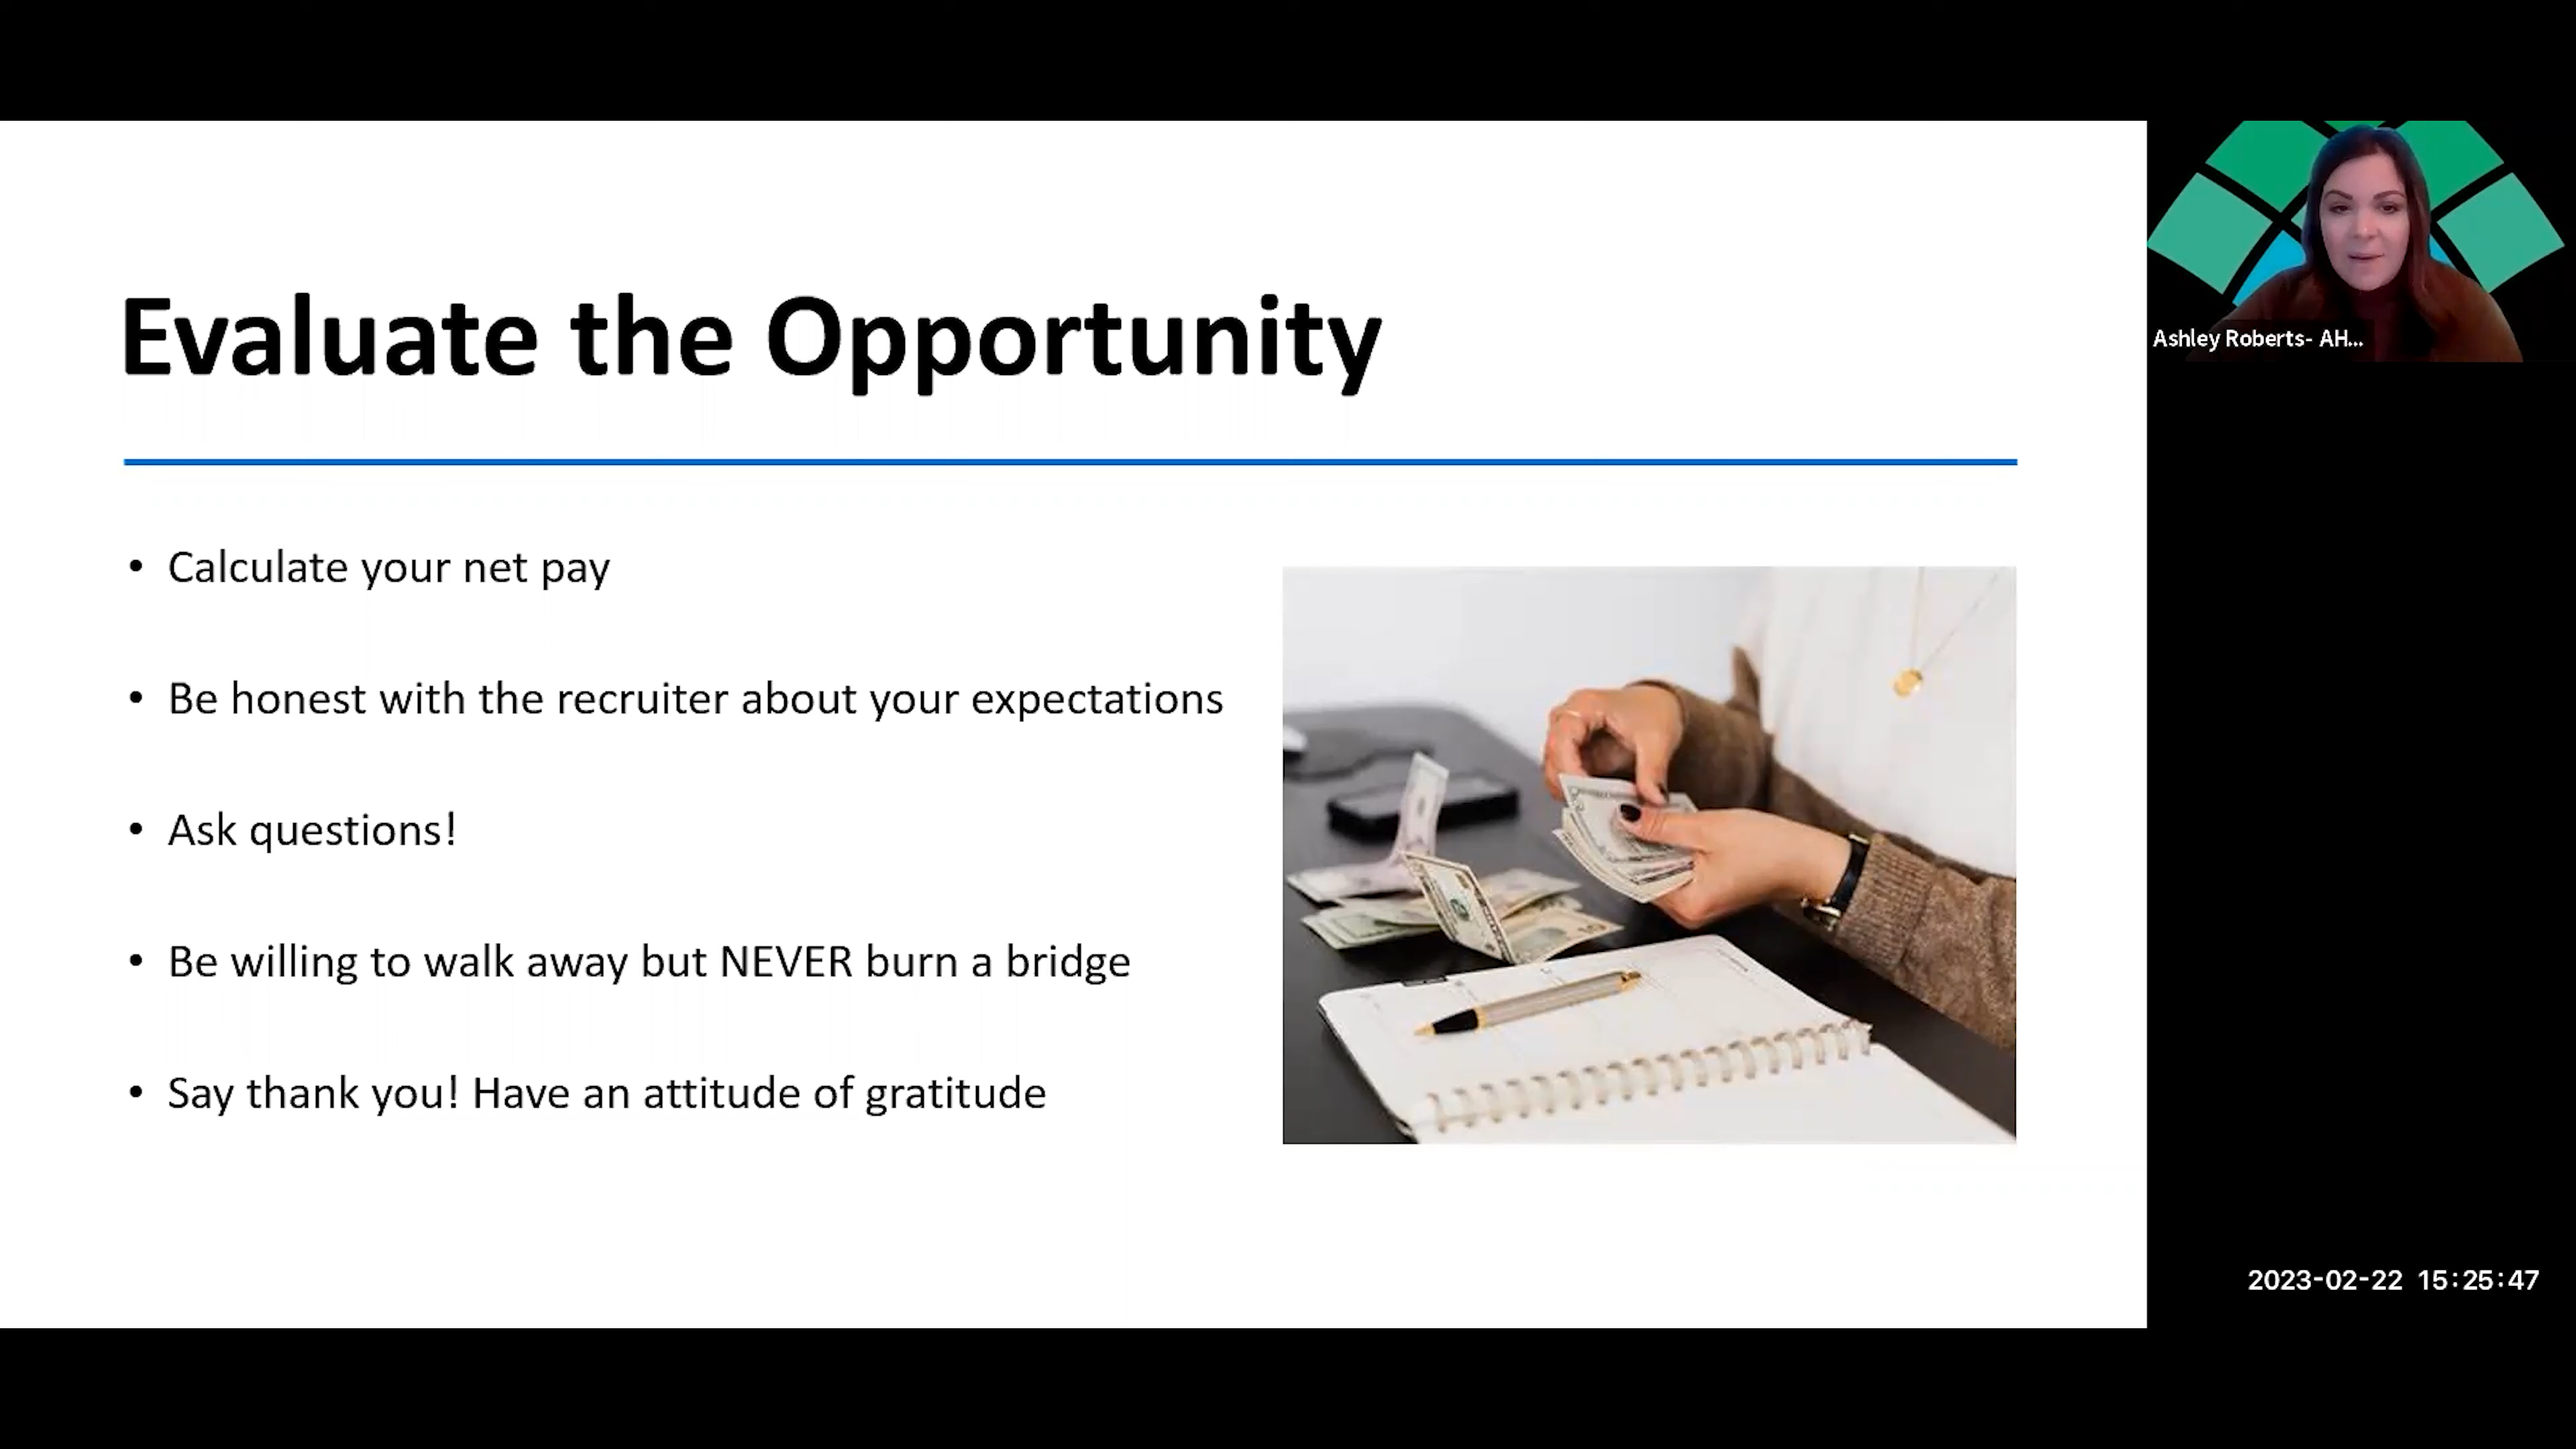 Evaluate the Opportunity
• Calculate your net pay
• Be honest with the recruiter about your expectations
• Ask questions!
• Be willing to walk away but NEVER burn a bridge
• Say thank you! Have an attitude of gratitude
Ashley Roberts- AH...
2023-02-22 15:25:47